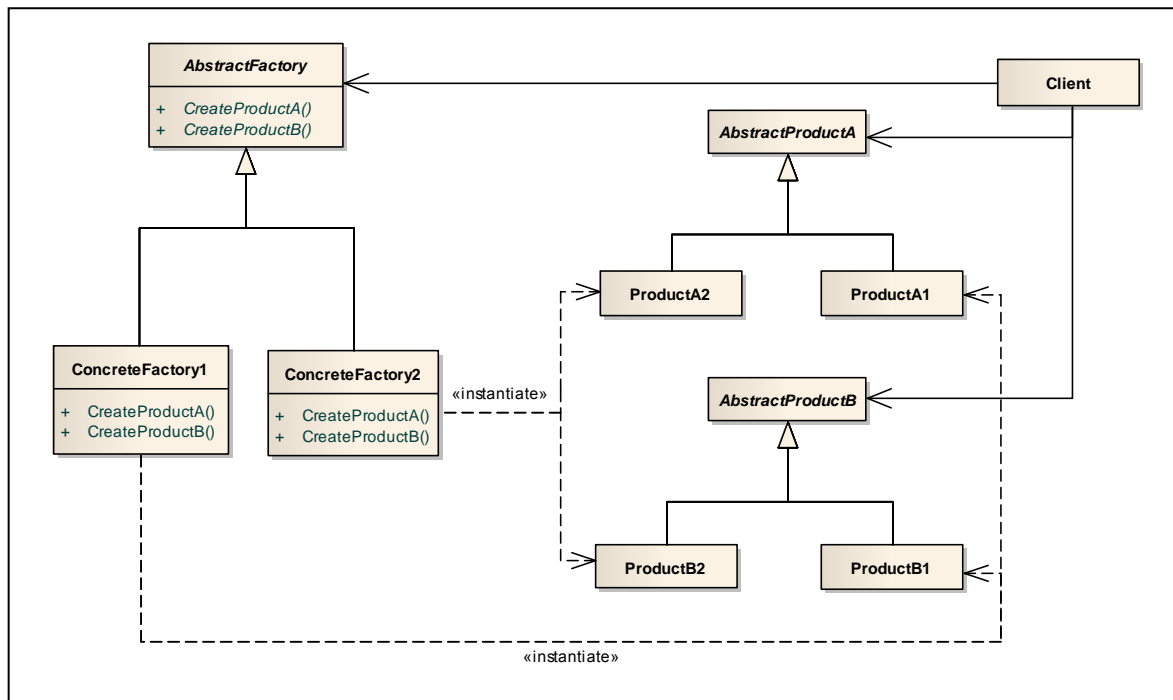 AbstractFactory
+ CreateProductA()
+ CreateProductB()
Client
AbstractProductA
ProductA2
ProductA1
ConcreteFactory1
+ CreateProductA()
+ CreateProductB()
ConcreteFactory2
+ CreateProductA()
+ CreateProductB()
«instantiate»
AbstractProductB
ProductB2
ProductB1
«instantiate»